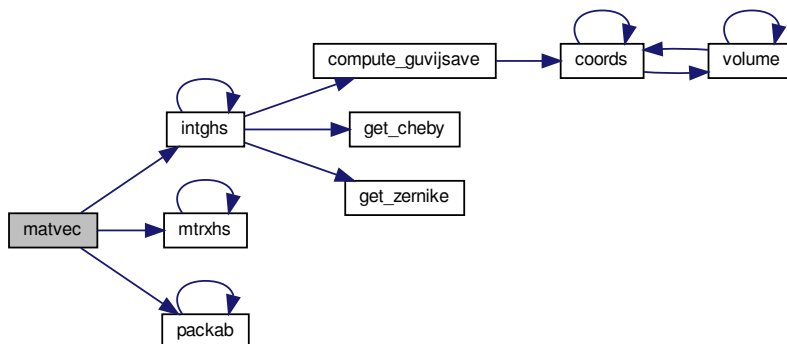 compute_guvijsave
coords
volume
intghs
get_cheby
get_zernike
matvec
mtrxhs
packab